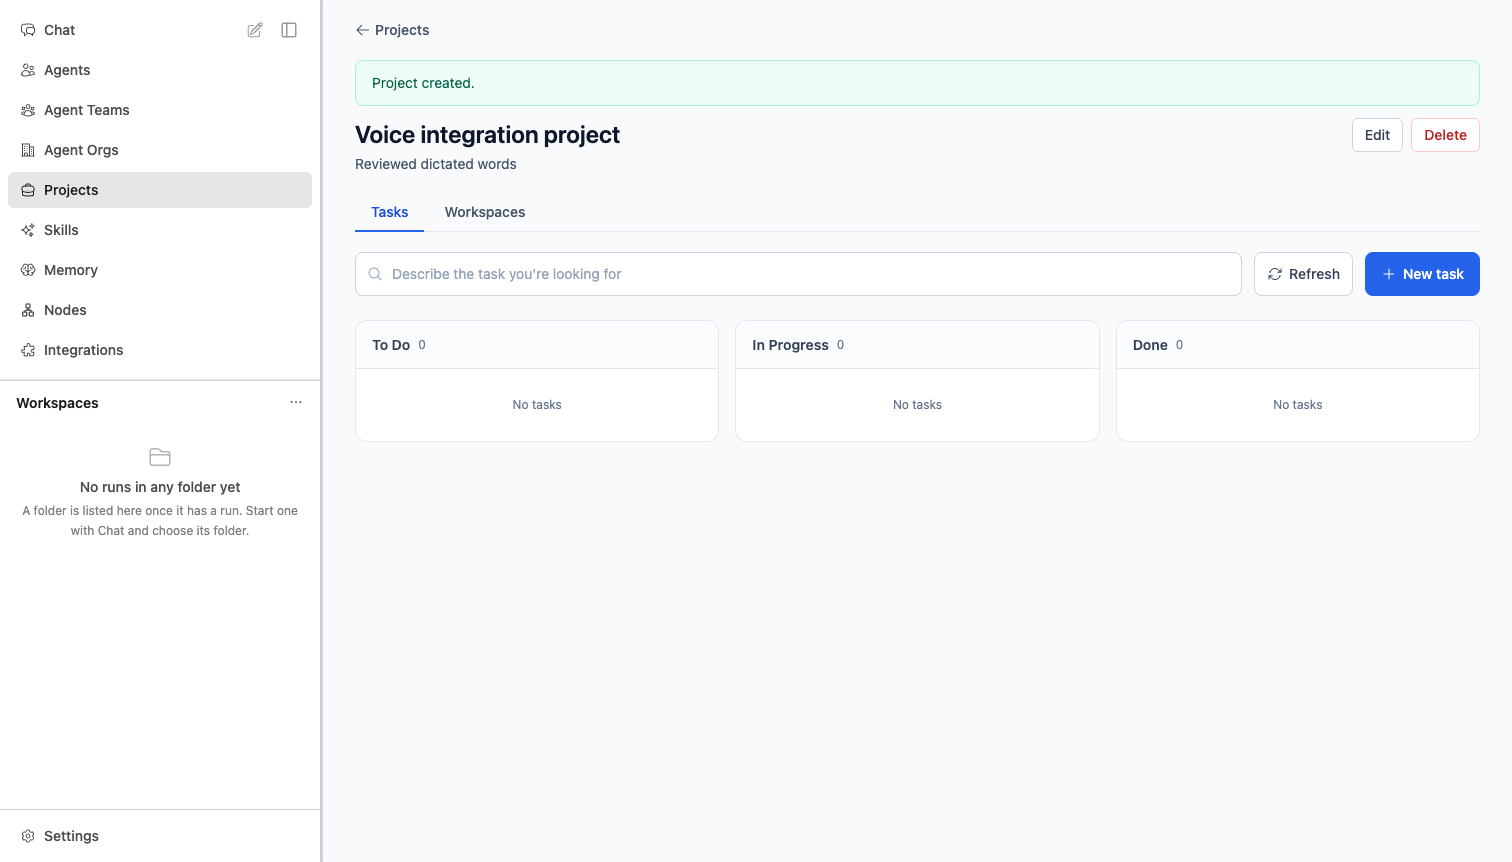 Chat
Agents
Agent Teams
Agent Orgs
Projects
Skills
Memory
Nodes
Integrations
Workspaces
No runs in any folder yet
A folder is listed here once it has a run. Start one
with Chat and choose its folder.
Settings
Projects
Project created.
Voice integration project
Edit
Delete
Reviewed dictated words
Tasks
Workspaces
Describe the task you're looking for
Refresh
New task
To Do 0
No tasks
In Progress 0
No tasks
Done 0
No tasks